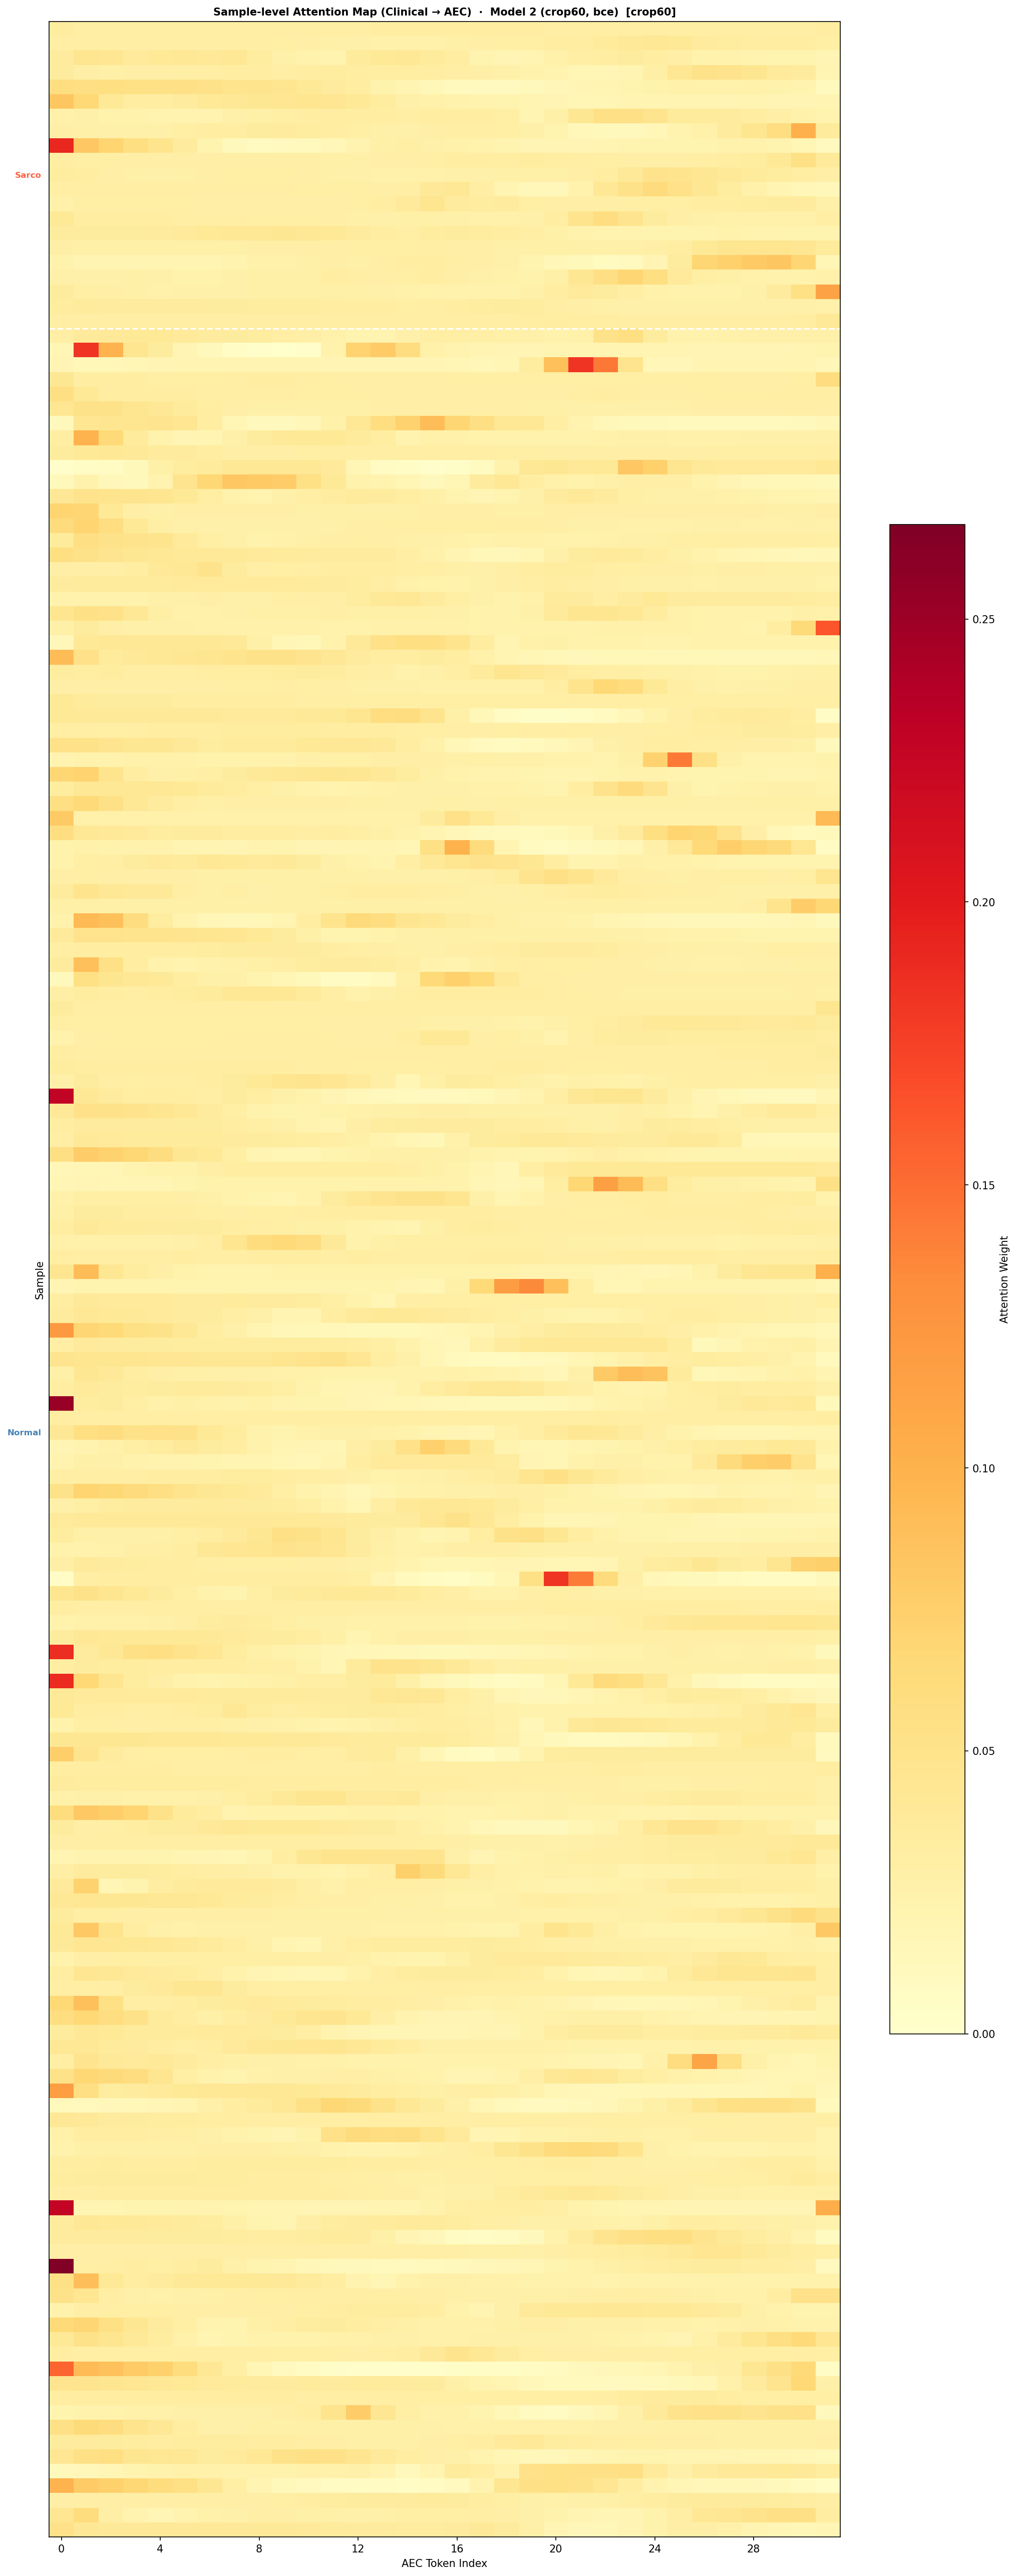 Sample-level Attention Map (Clinical → AEC)  ·  Model 2 (crop60, bce)  [crop60]
Sarco
Normal
Sample
0 4 8 12 16 20 24 28
AEC Token Index
0.25
0.20
0.15
0.10
0.05
0.00
Attention Weight